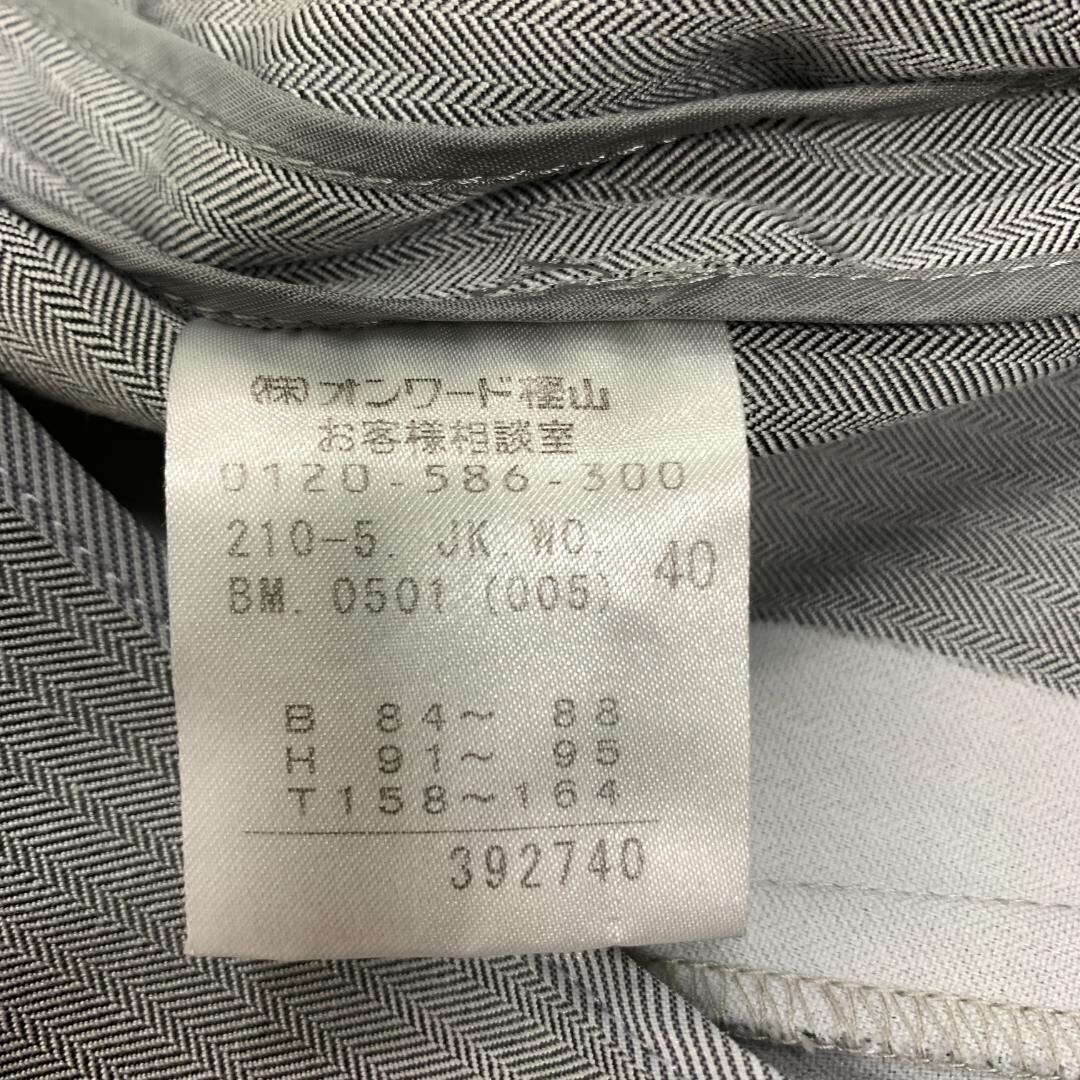 (株)オンワード樫山
お客様相談室
0120-586-300
210-5. JK.WO. 40
BM.0501 (005)
B 84～ 88
H 91～ 95
T158～164
392740